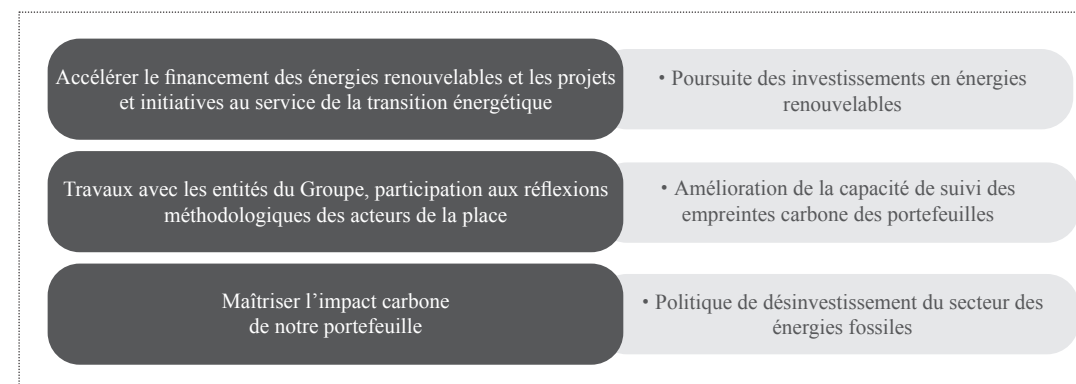 Accélérer le financement des énergies renouvelables et les projets
et initiatives au service de la transition énergétique
• Poursuite des investissements en énergies
renouvelables
Travaux avec les entités du Groupe, participation aux réflexions
méthodologiques des acteurs de la place
• Amélioration de la capacité de suivi des
empreintes carbone des portefeuilles
Maîtriser l’impact carbone
de notre portefeuille
• Politique de désinvestissement du secteur des
énergies fossiles